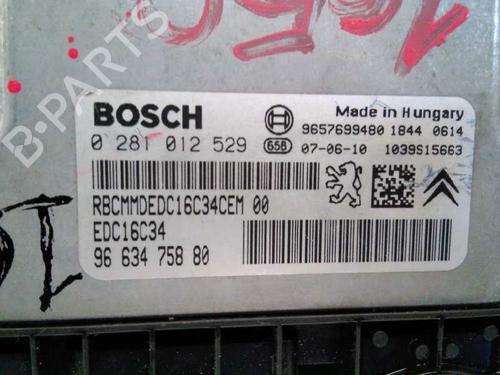 BOSCH
Made in Hungary
0 281 012 529
658
9657699480 1844 0614
07-06-10 1039S15663
RBCMMDEDC16C34CEM 00
EDC16C34
96 634 758 80
B-PARTS